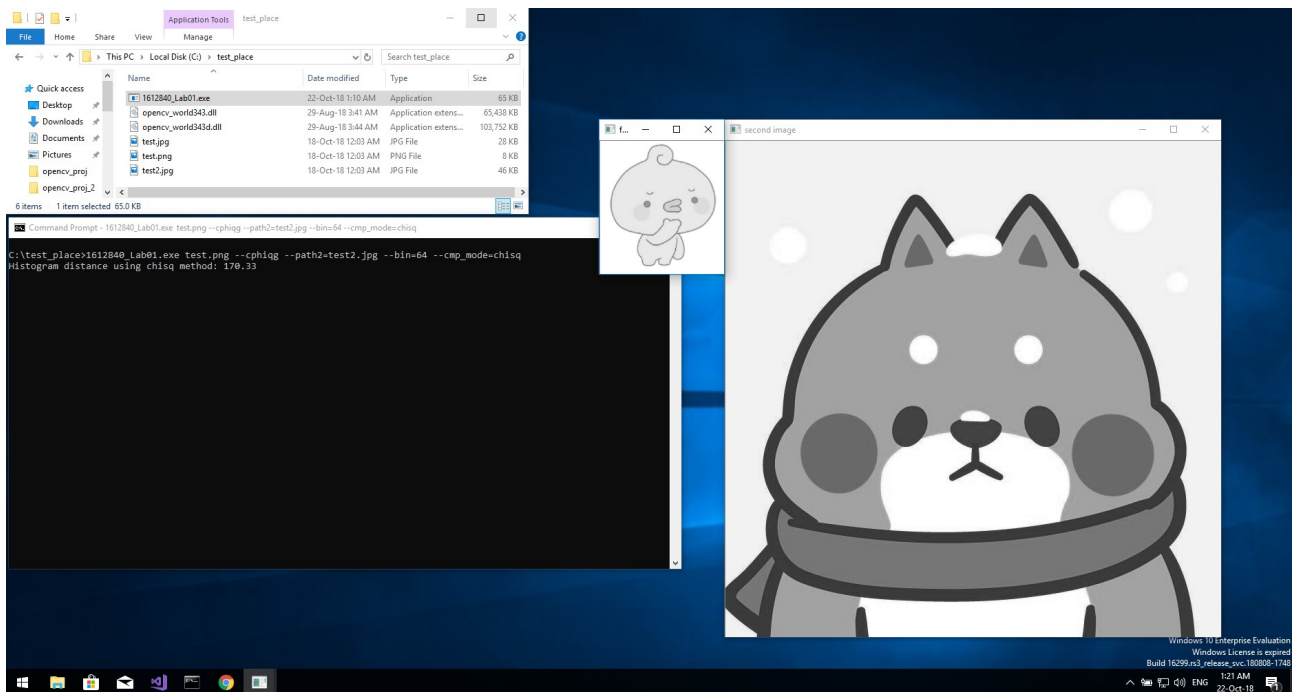 Application Tools test_place
File Home Share View Manage
This PC > Local Disk (C:) > test_place Search test_place
Name Date modified Type Size
Quick access
Desktop
Downloads
Documents
Pictures
opencv_proj
opencv_proj_2
1612840_Lab01.exe 22-Oct-18 1:10 AM Application 65 KB
opencv_world343.dll 29-Aug-18 3:41 AM Application extens... 65,438 KB
opencv_world343d.dll 29-Aug-18 3:44 AM Application extens... 103,752 KB
test.jpg 18-Oct-18 12:03 AM JPG File 28 KB
test.png 18-Oct-18 12:03 AM PNG File 8 KB
test2.jpg 18-Oct-18 12:03 AM JPG File 46 KB
6 items 1 item selected 65.0 KB
Command Prompt - 1612840_Lab01.exe test.png --cphiqg --path2=test2.jpg --bin=64 --cmp_mode=chisq
C:\test_place>1612840_Lab01.exe test.png --cphiqg --path2=test2.jpg --bin=64 --cmp_mode=chisq
Histogram distance using chisq method: 170.33
f...
second image
Windows 10 Enterprise Evaluation
Windows License is expired
Build 16299.rs3_release_svc.180808-1748
ENG
1:21 AM
22-Oct-18